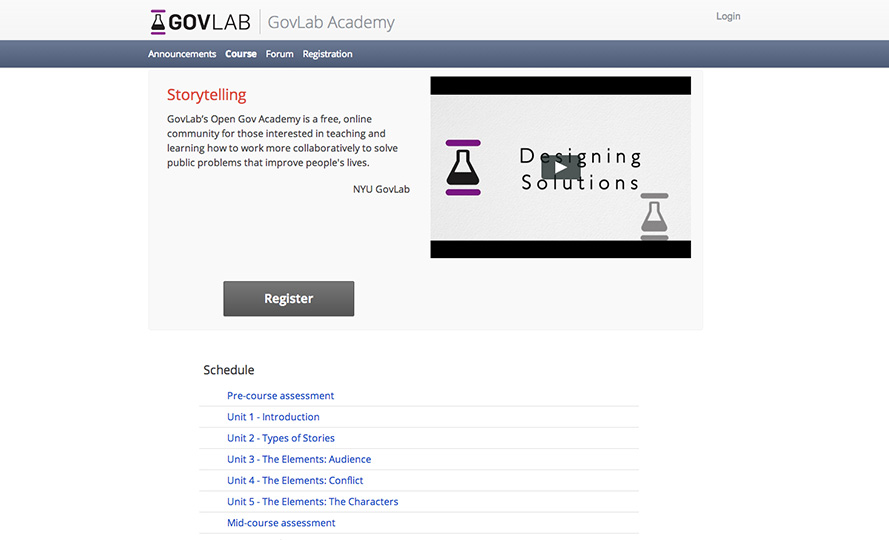 GOVLAB GovLab Academy
Login
Announcements Course Forum Registration
Storytelling
GovLab's Open Gov Academy is a free, online
community for those interested in teaching and
learning how to work more collaboratively to solve
public problems that improve people's lives.
NYU GovLab
Designing
Solutions
Register
Schedule
Pre-course assessment
Unit 1 - Introduction
Unit 2 - Types of Stories
Unit 3 - The Elements: Audience
Unit 4 - The Elements: Conflict
Unit 5 - The Elements: The Characters
Mid-course assessment